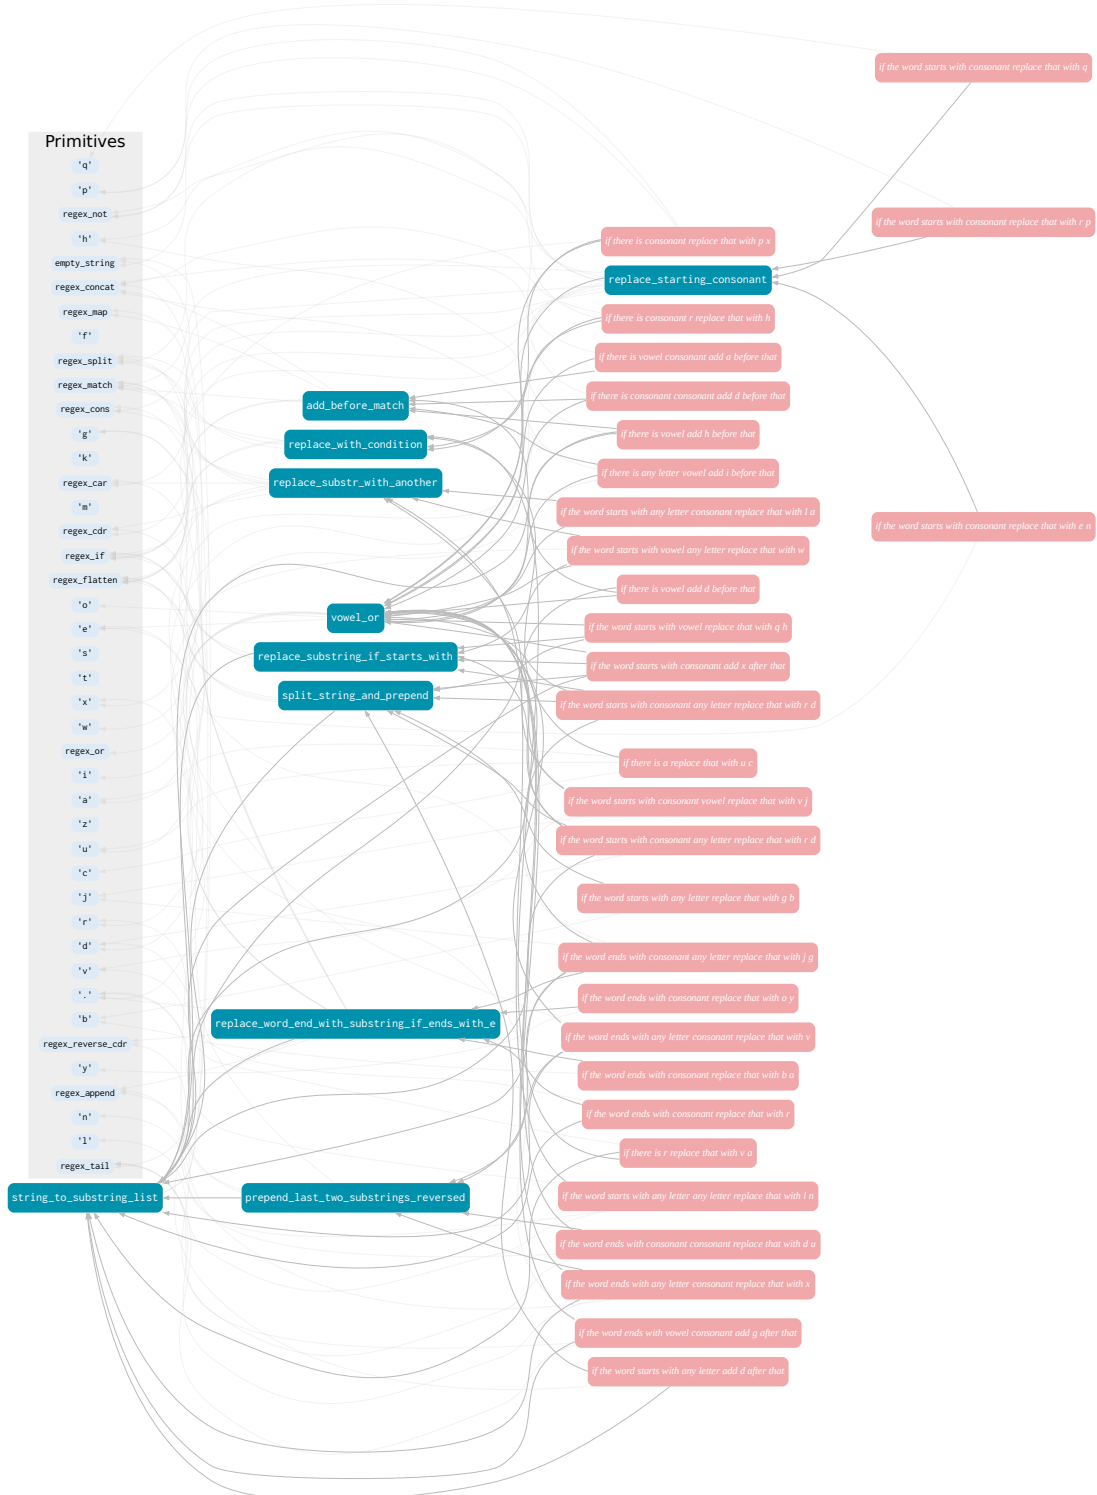 Primitives
'q'
'p'
regex_not
'h'
empty_string
regex_concat
regex_map
'f'
regex_split
regex_match
regex_cons
'g'
'k'
regex_car
'm'
regex_cdr
regex_if
regex_flatten
'o'
'e'
's'
't'
'x'
'w'
regex_or
'i'
'a'
'z'
'u'
'c'
'j'
'r'
'd'
'v'
'.'
'b'
regex_reverse_cdr
'y'
regex_append
'n'
'l'
regex_tail
string_to_substring_list
add_before_match
replace_with_condition
replace_substr_with_another
vowel_or
replace_substring_if_starts_with
split_string_and_prepend
replace_word_end_with_substring_if_ends_with_e
prepend_last_two_substrings_reversed
if there is consonant replace that with p x
replace_starting_consonant
if there is consonant r replace that with h
if there is vowel consonant add a before that
if there is consonant consonant add d before that
if there is vowel add h before that
if there is any letter vowel add i before that
if the word starts with any letter consonant replace that with l a
if the word starts with vowel any letter replace that with w
if there is vowel add d before that
if the word starts with vowel replace that with q h
if the word starts with consonant add x after that
if the word starts with consonant any letter replace that with r d
if there is a replace that with u c
if the word starts with consonant vowel replace that with v j
if the word starts with consonant any letter replace that with r d
if the word starts with any letter replace that with g b
if the word ends with consonant any letter replace that with j g
if the word ends with consonant replace that with o y
if the word ends with any letter consonant replace that with v
if the word ends with consonant replace that with b a
if the word ends with consonant replace that with r
if there is r replace that with v a
if the word starts with any letter any letter replace that with l n
if the word ends with consonant consonant replace that with d u
if the word ends with any letter consonant replace that with x
if the word ends with vowel consonant add g after that
if the word starts with any letter add d after that
if the word starts with consonant replace that with q
if the word starts with consonant replace that with r p
if the word starts with consonant replace that with e n